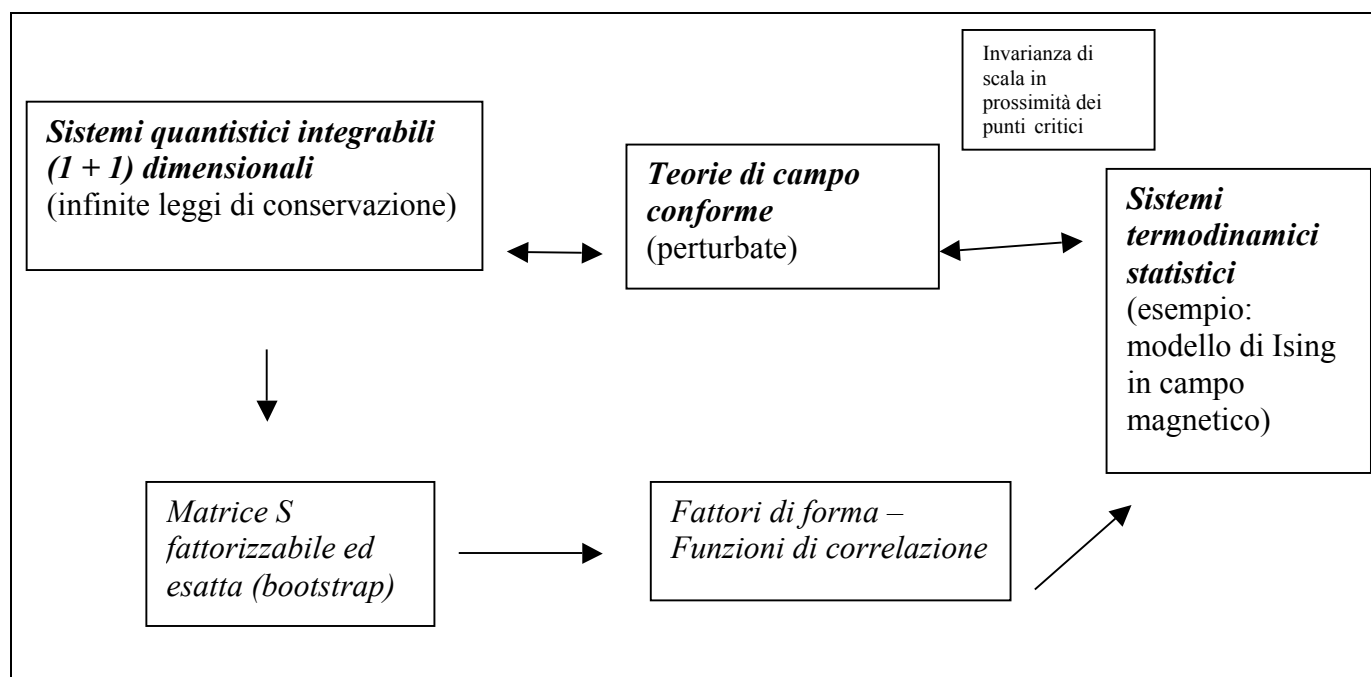 Invarianza di
scala in
prossimità dei
punti critici
Sistemi quantistici integrabili
(1 + 1) dimensionali
(infinite leggi di conservazione)
Teorie di campo
conforme
(perturbate)
Sistemi
termodinamici
statistici
(esempio:
modello di Ising
in campo
magnetico)
Matrice S
fattorizzabile ed
esatta (bootstrap)
Fattori di forma –
Funzioni di correlazione